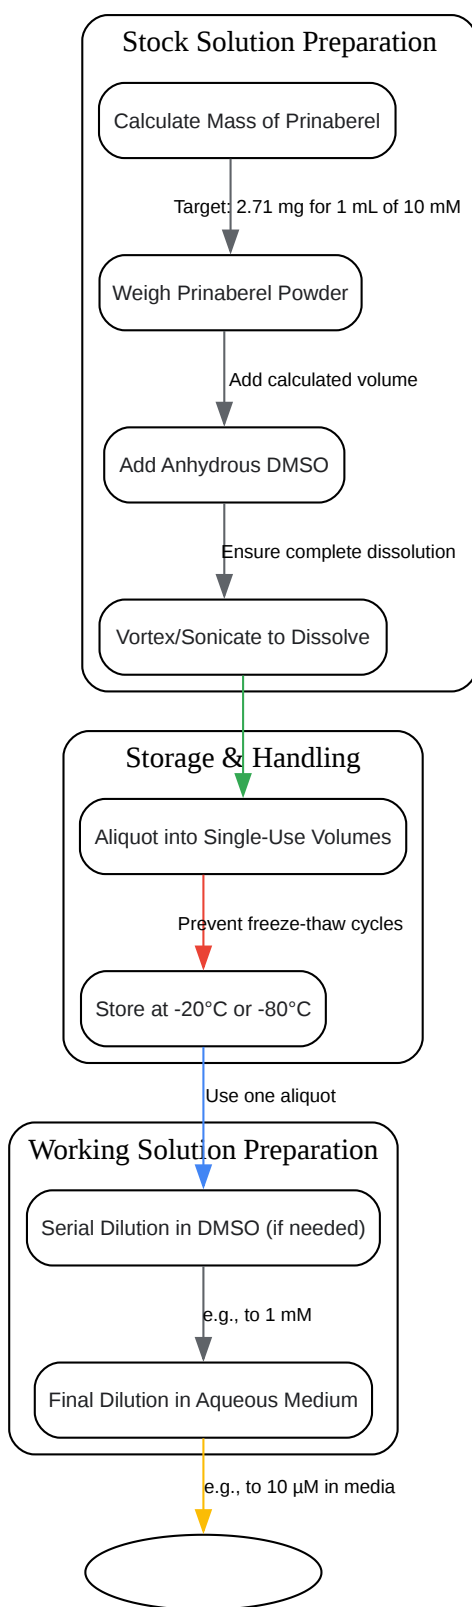 Stock Solution Preparation
Calculate Mass of Prinaberel
Target: 2.71 mg for 1 mL of 10 mM
Weigh Prinaberel Powder
Add calculated volume
Add Anhydrous DMSO
Ensure complete dissolution
Vortex/Sonicate to Dissolve
Storage & Handling
Aliquot into Single-Use Volumes
Prevent freeze-thaw cycles
Store at -20°C or -80°C
Use one aliquot
Working Solution Preparation
Serial Dilution in DMSO (if needed)
e.g., to 1 mM
Final Dilution in Aqueous Medium
e.g., to 10 µM in media